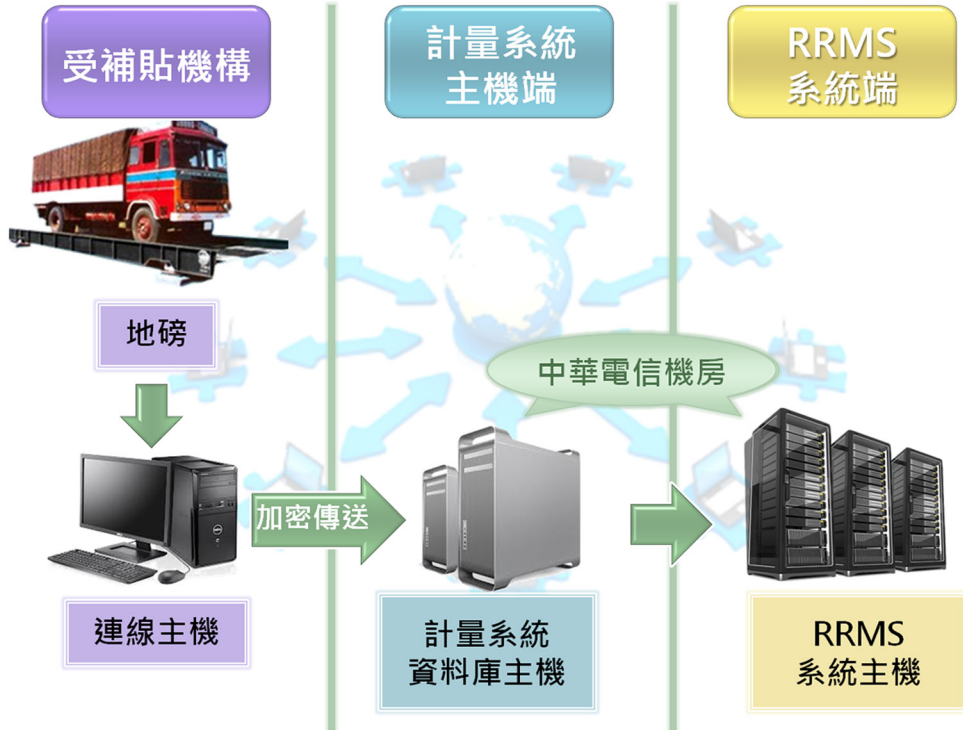 受補貼機構
計量系統
主機端
RRMS
系統端
地磅
中華電信機房
加密傳送
連線主機
計量系統
資料庫主機
RRMS
系統主機